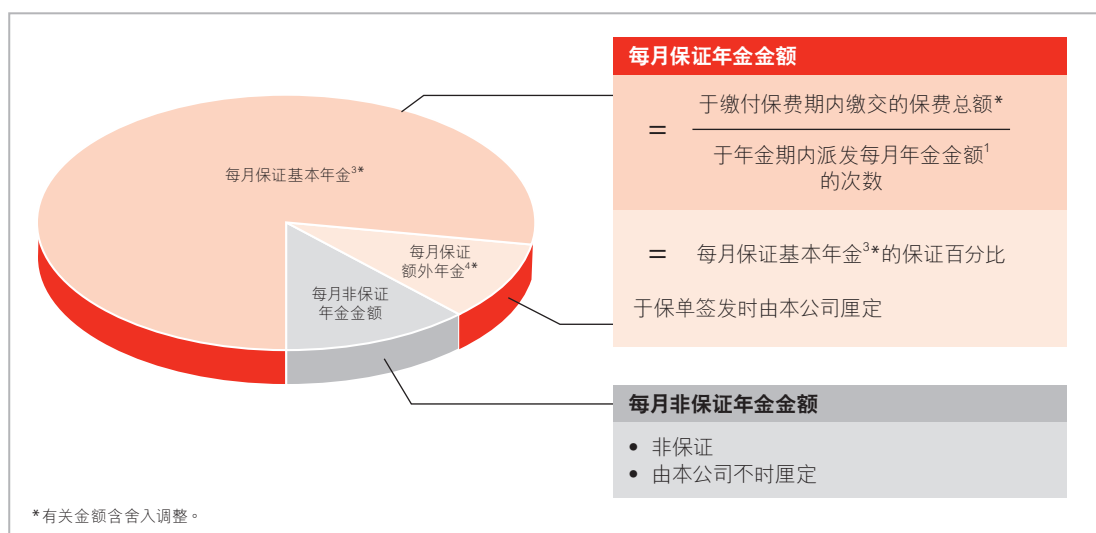 每月保证年金金额
= 于缴付保费期内缴交的保费总额*
于年金期内派发每月年金金额1
的次数
= 每月保证基本年金3*的保证百分比
于保单签发时由本公司厘定
每月保证基本年金3*
每月保证
额外年金4*
每月非保证
年金金额
每月非保证年金金额
• 非保证
• 由本公司不时厘定
*有关金额含舍入调整。